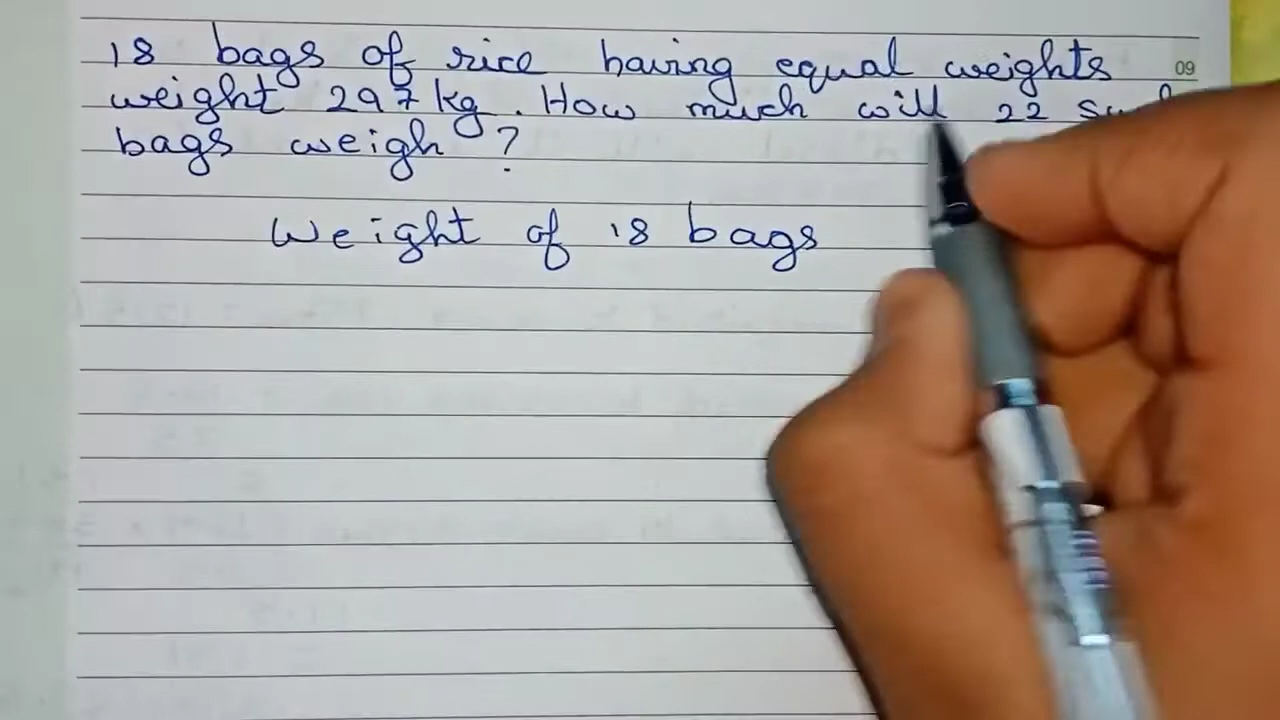 18 bags of rice having equal weights
09
weight 297 kg. How much will 22
bags weigh ?
Weight of 18 bags